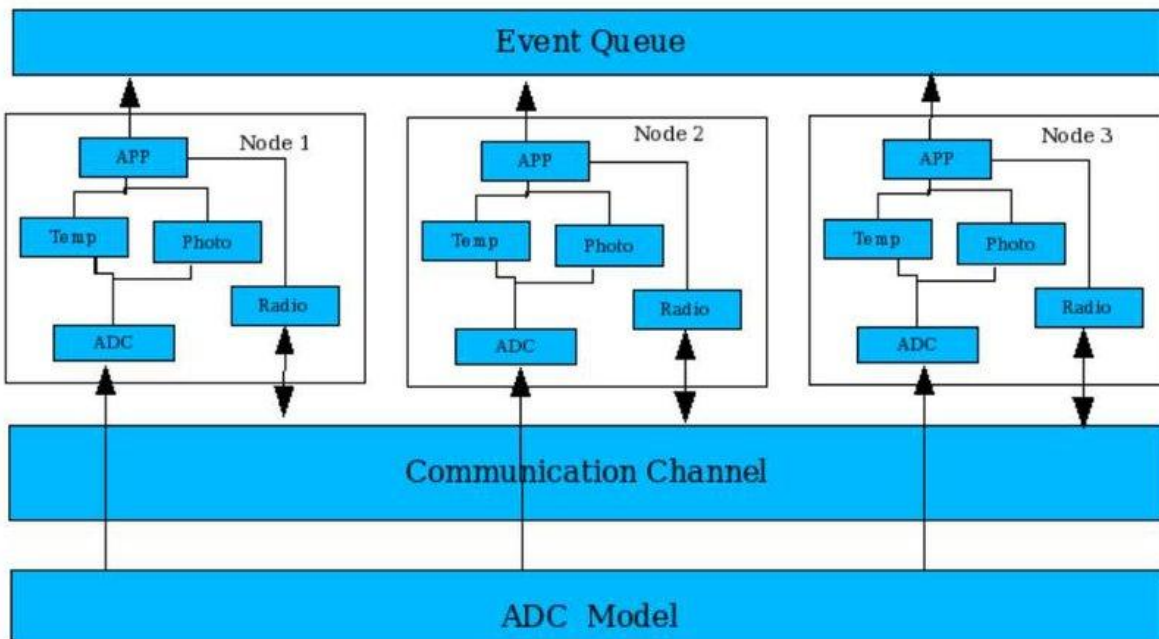 Event Queue
Node 1
APP
Temp
Photo
Radio
ADC
Node 2
APP
Temp
Photo
Radio
ADC
Node 3
APP
Temp
Photo
Radio
ADC
Communication Channel
ADC Model